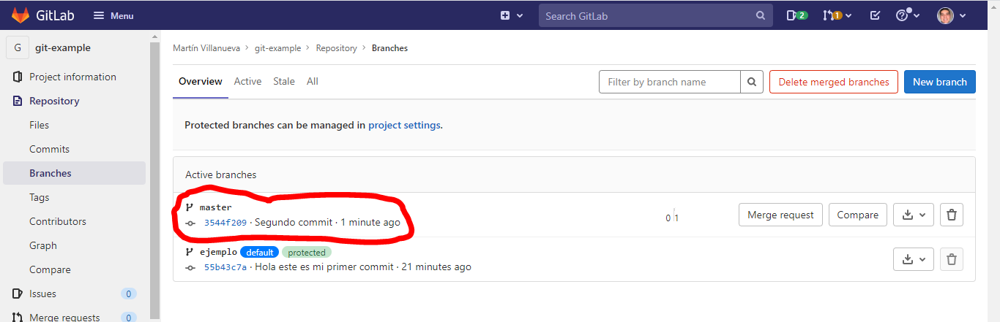 GitLab Menu Search GitLab 2 1
G git-example
Martín Villanueva > git-example > Repository > Branches
Project information
Repository
Files
Commits
Branches
Tags
Contributors
Graph
Compare
Issues 0
Merge requests 0
Overview Active Stale All Filter by branch name Delete merged branches New branch
Protected branches can be managed in project settings.
Active branches
master
3544f209 · Segundo commit · 1 minute ago
0 1 Merge request Compare
ejemplo default protected
55b43c7a · Hola este es mi primer commit · 21 minutes ago